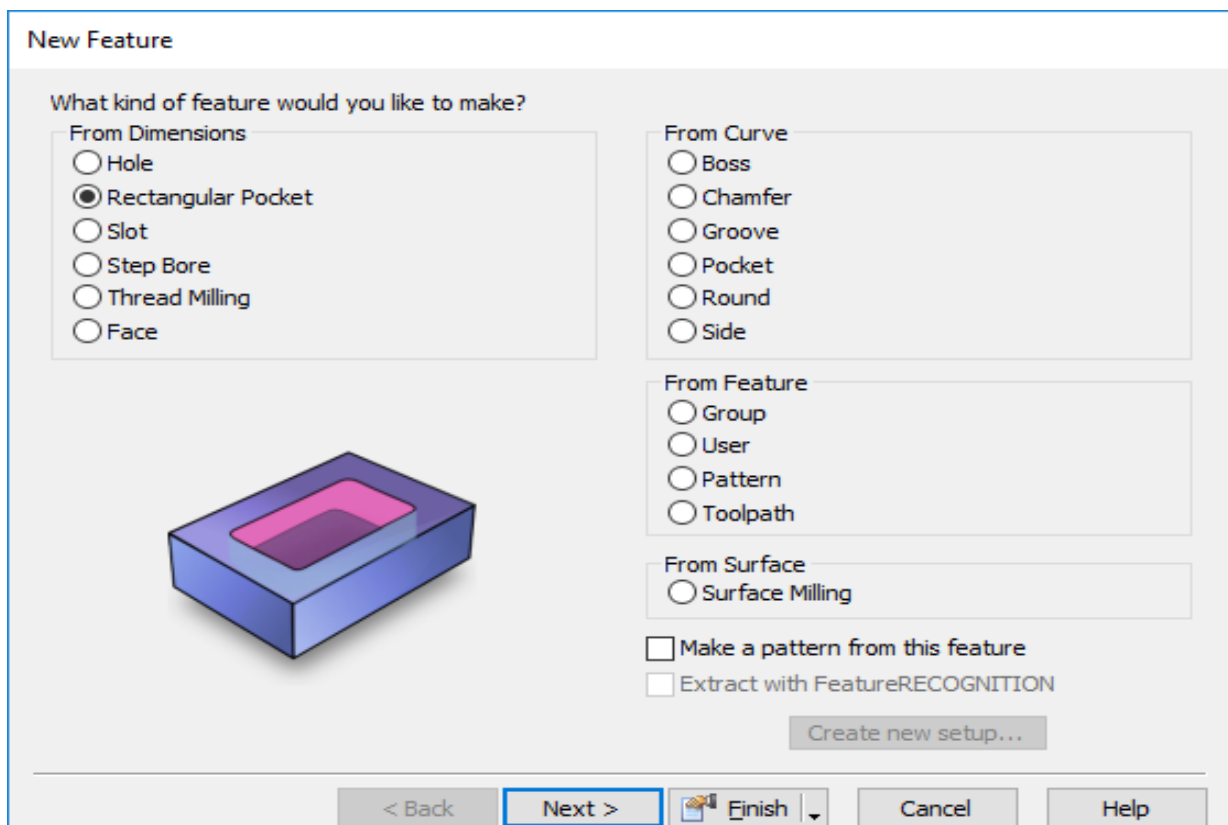 New Feature
What kind of feature would you like to make?
From Dimensions
Hole
Rectangular Pocket
Slot
Step Bore
Thread Milling
Face
From Curve
Boss
Chamfer
Groove
Pocket
Round
Side
From Feature
Group
User
Pattern
Toolpath
From Surface
Surface Milling
Make a pattern from this feature
Extract with FeatureRECOGNITION
Create new setup...
< Back Next > Finish Cancel Help